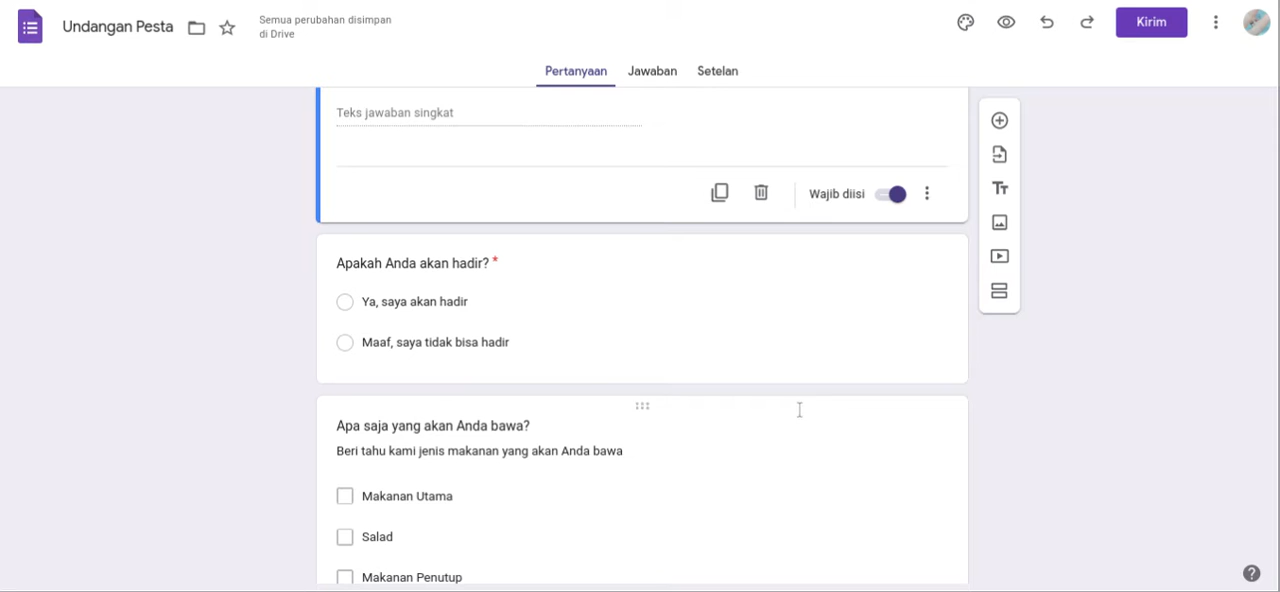 Undangan Pesta
Semua perubahan disimpan
di Drive
Kirim
Pertanyaan
Jawaban
Setelan
Teks jawaban singkat
Wajib diisi
Apakah Anda akan hadir? *
Ya, saya akan hadir
Maaf, saya tidak bisa hadir
Apa saja yang akan Anda bawa?
Beri tahu kami jenis makanan yang akan Anda bawa
Makanan Utama
Salad
Makanan Penutup